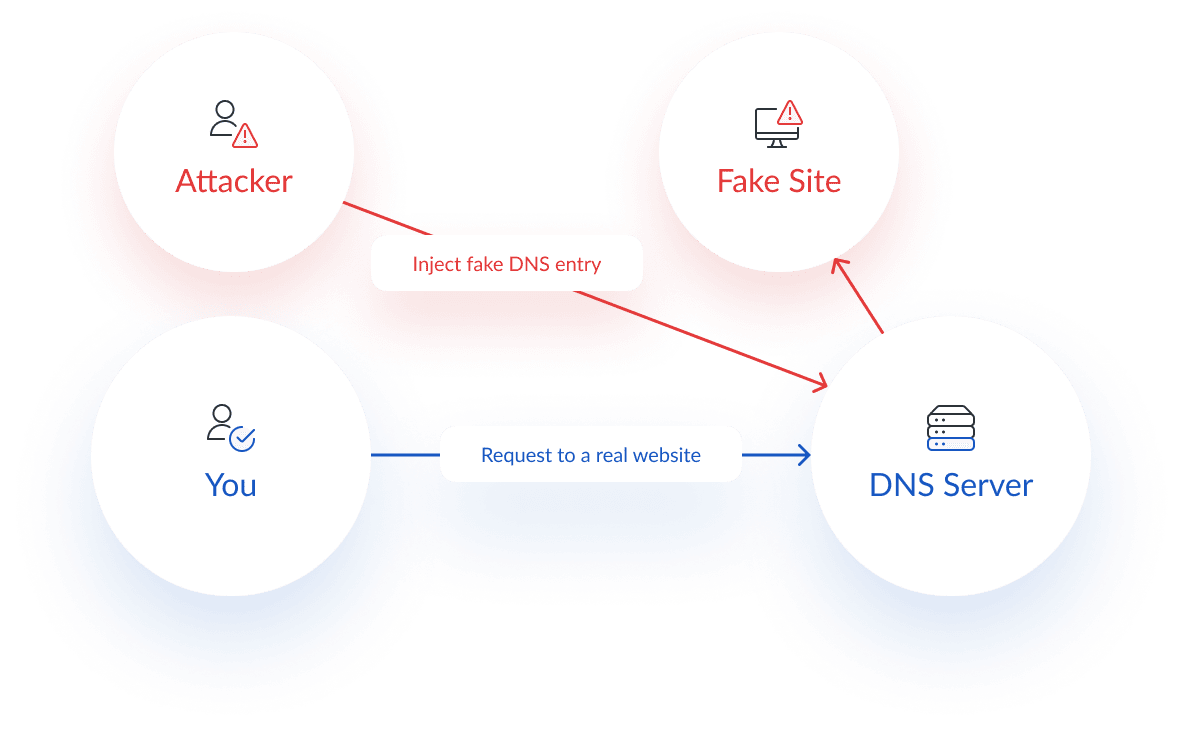 Attacker
Fake Site
Inject fake DNS entry
Request to a real website
You
DNS Server